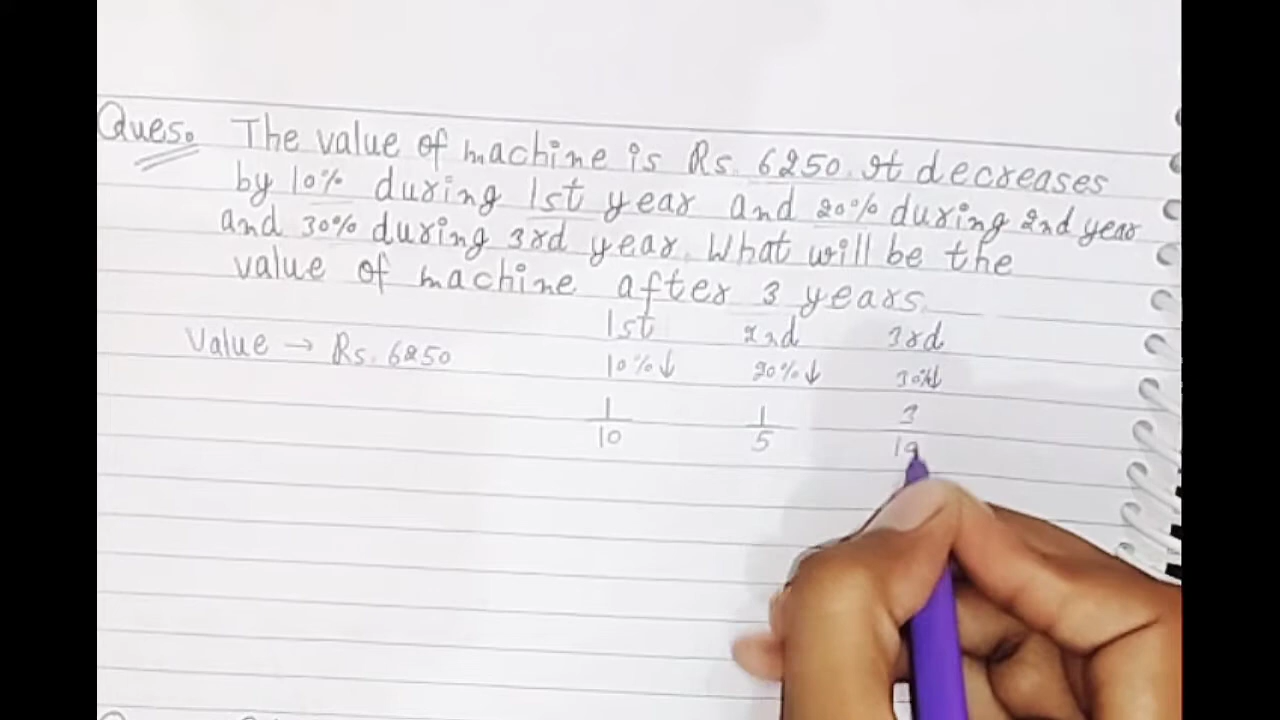 Ques. The value of machine is Rs. 6250. It decreases
by 10% during 1st year and 20% during 2nd year
and 30% during 3rd year. What will be the
value of machine after 3 years.
1st 2nd 3rd
Value → Rs. 6250 10%↓ 20%↓ 30%↓
1 1 3
10 5 10